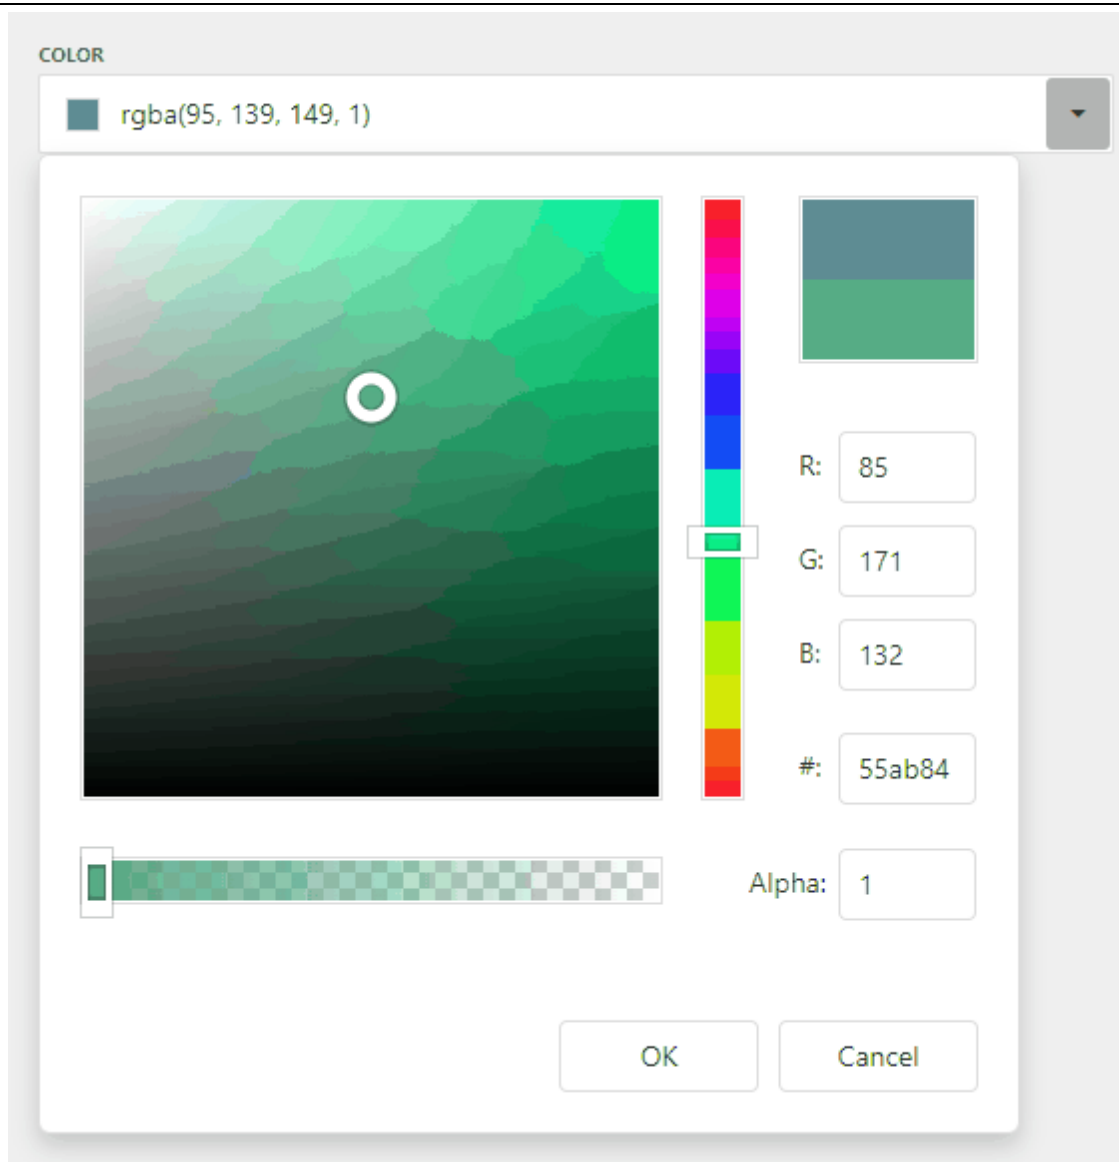 COLOR
rgba(95, 139, 149, 1)
R: 85
G: 171
B: 132
#: 55ab84
Alpha: 1
OK Cancel